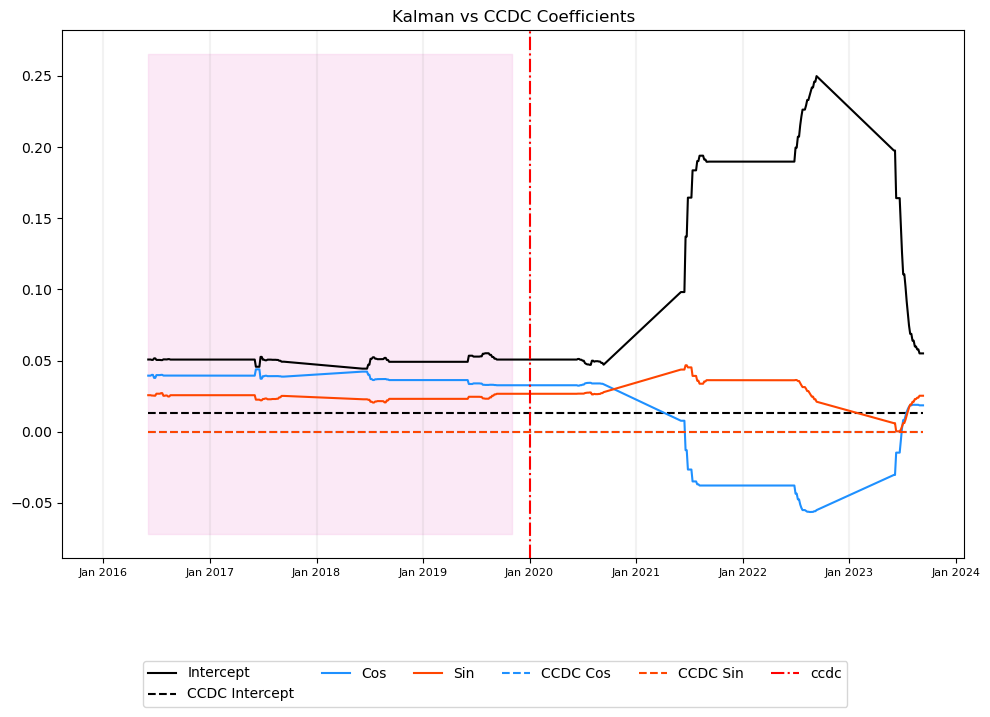 Kalman vs CCDC Coefficients
0.25
0.20
0.15
0.10
0.05
0.00
−0.05
Jan 2016 Jan 2017 Jan 2018 Jan 2019 Jan 2020 Jan 2021 Jan 2022 Jan 2023 Jan 2024
Intercept Cos Sin CCDC Cos CCDC Sin ccdc
CCDC Intercept